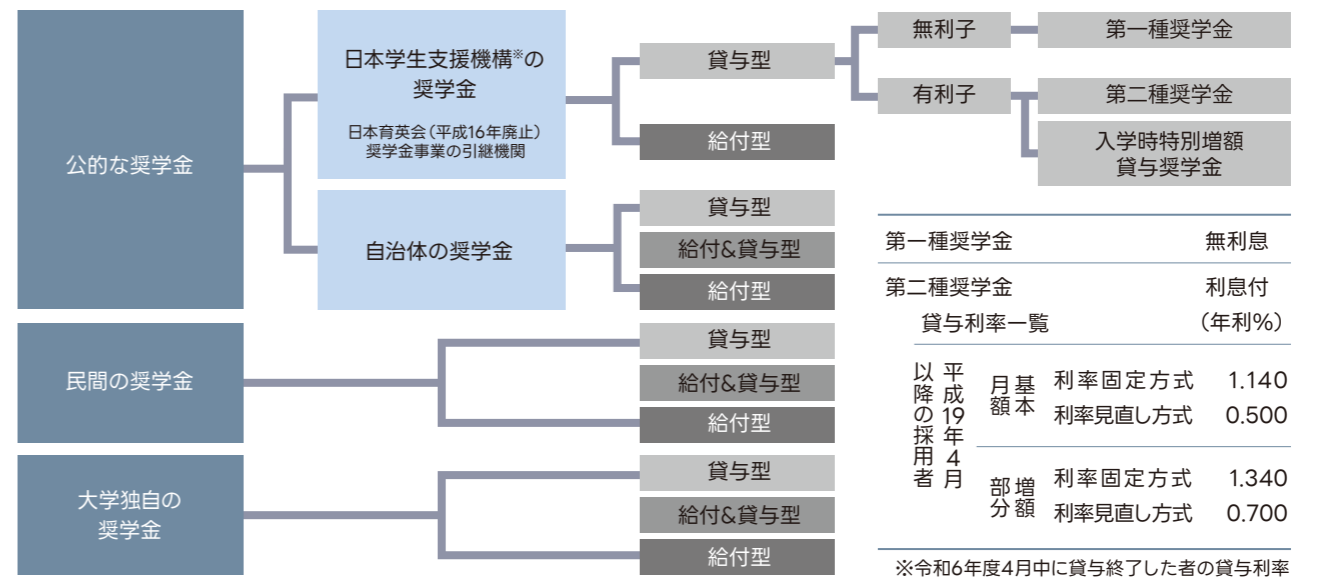 公的な奨学金
日本学生支援機構※の
奨学金
日本育英会（平成16年廃止）
奨学金事業の引継機関
貸与型
無利子
第一種奨学金
有利子
第二種奨学金
入学時特別増額
貸与奨学金
給付型
自治体の奨学金
貸与型
給付&貸与型
給付型
民間の奨学金
貸与型
給付&貸与型
給付型
大学独自の
奨学金
貸与型
給付&貸与型
給付型
第一種奨学金 無利息
第二種奨学金 利息付
貸与利率一覧 （年利%）
平成19年4月
以降の採用者
基本
月額
利率固定方式 1.140
利率見直し方式 0.500
増額
部分
利率固定方式 1.340
利率見直し方式 0.700
※令和6年度4月中に貸与終了した者の貸与利率